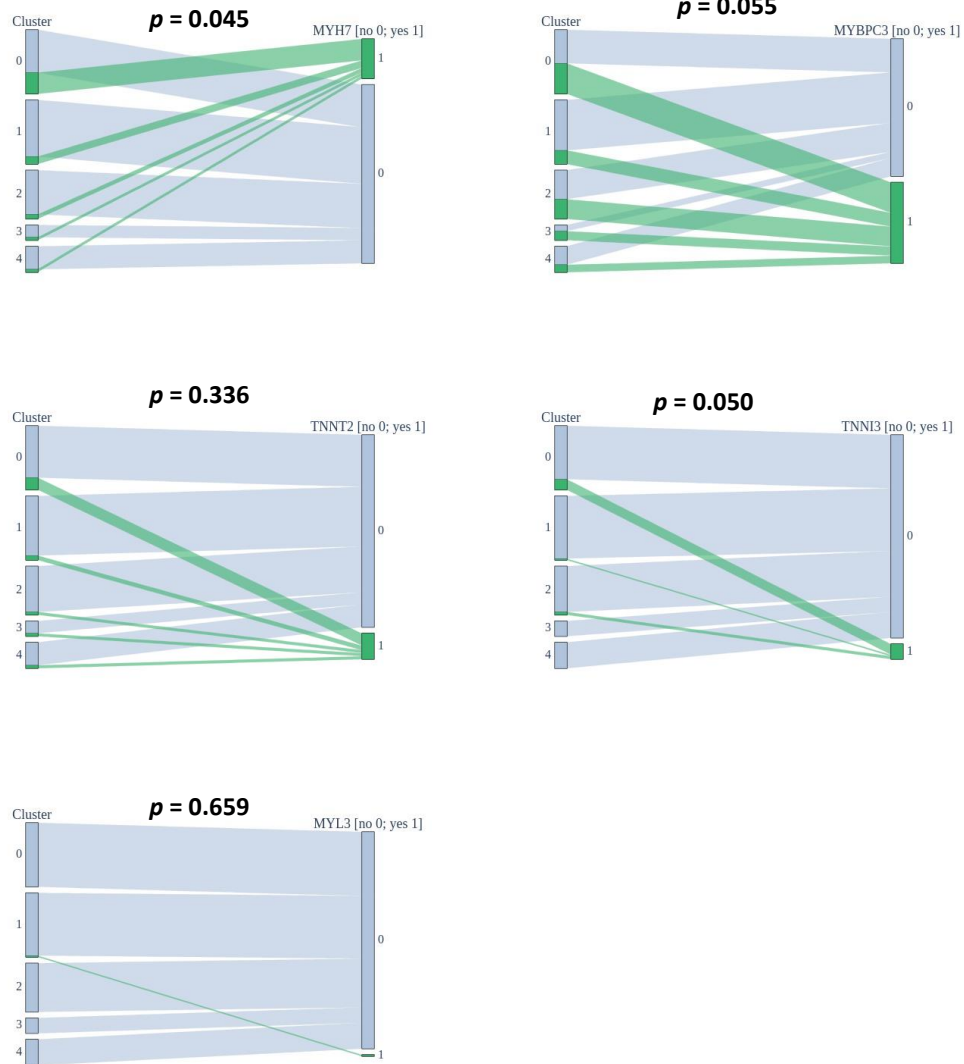 p = 0.045
Cluster
MYH7 [no 0; yes 1]
0
1
2
3
4
1
0
p = 0.055
MYBPC3 [no 0; yes 1]
Cluster
0
1
2
3
4
0
1
p = 0.336
Cluster
TNNT2 [no 0; yes 1]
0
1
2
3
4
0
1
p = 0.050
Cluster
TNNI3 [no 0; yes 1]
0
1
2
3
4
0
1
p = 0.659
Cluster
MYL3 [no 0; yes 1]
0
1
2
3
4
0
1